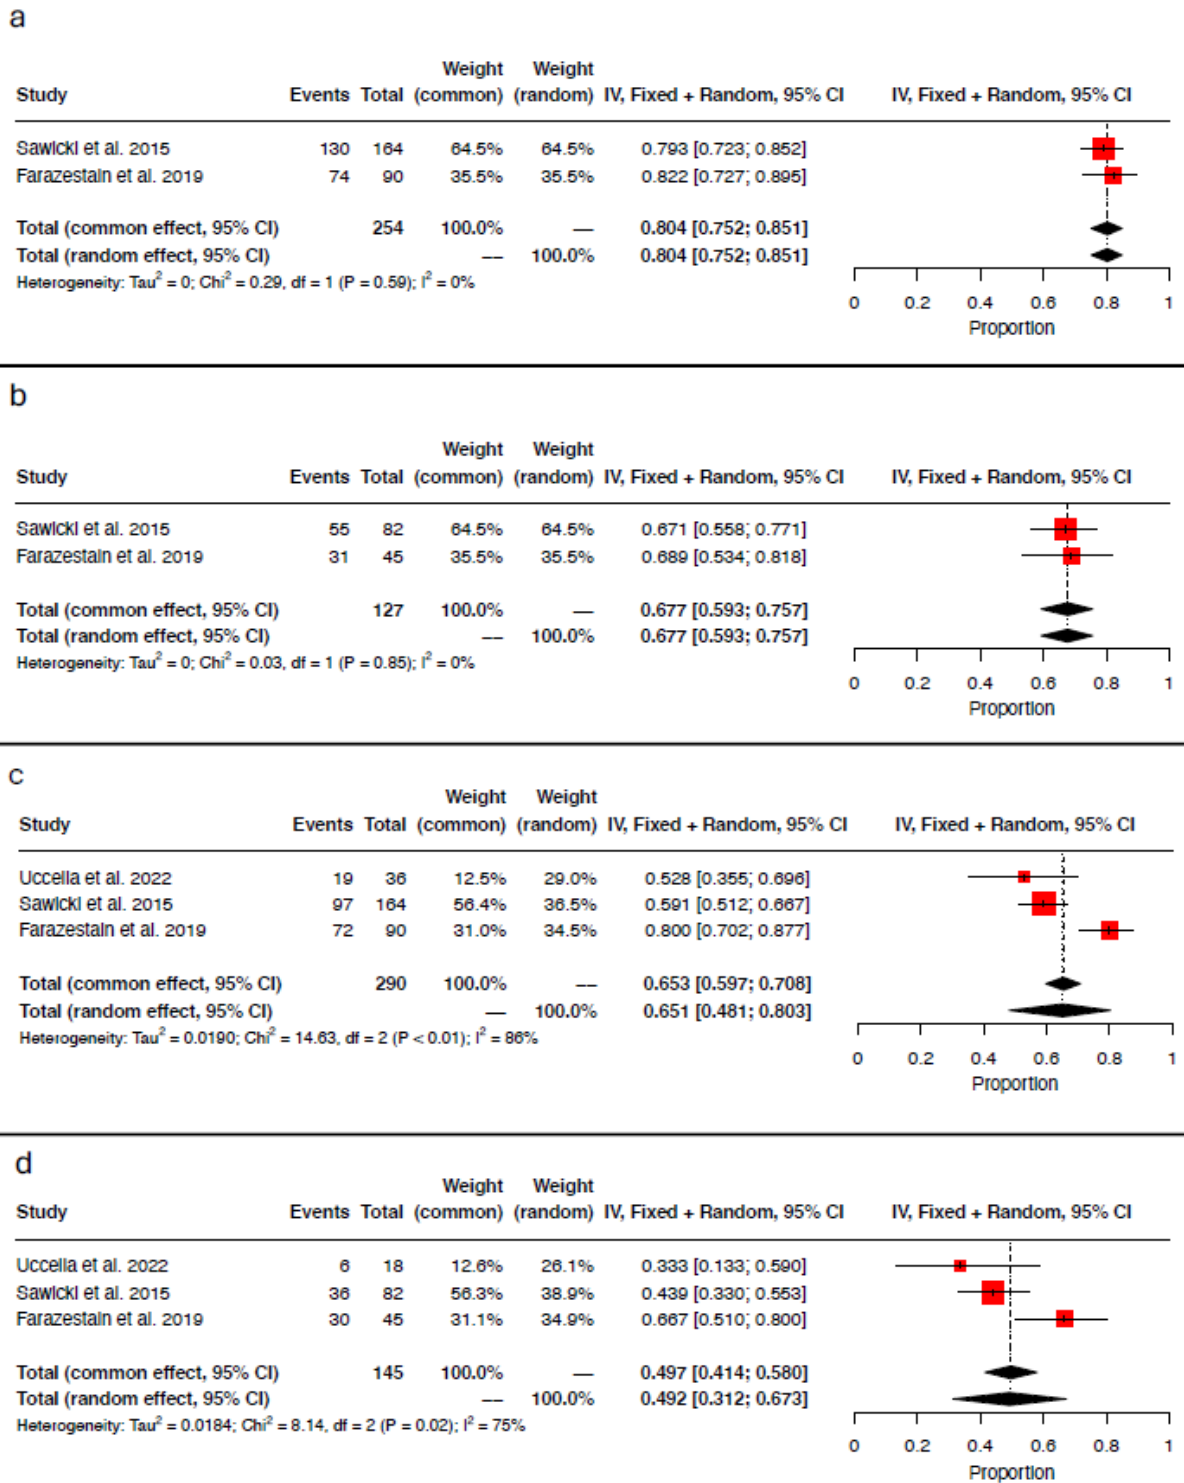 a
Weight Weight
Study Events Total (common) (random) IV, Fixed + Random, 95% CI IV, Fixed + Random, 95% CI
Sawicki et al. 2015 130 164 64.5% 64.5% 0.793 [0.723; 0.852]
Farazestain et al. 2019 74 90 35.5% 35.5% 0.822 [0.727; 0.895]
Total (common effect, 95% CI) 254 100.0% — 0.804 [0.752; 0.851]
Total (random effect, 95% CI) –– 100.0% 0.804 [0.752; 0.851]
Heterogeneity: Tau² = 0; Chi² = 0.29, df = 1 (P = 0.59); I² = 0%
0 0.2 0.4 0.6 0.8 1
Proportion
b
Weight Weight
Study Events Total (common) (random) IV, Fixed + Random, 95% CI IV, Fixed + Random, 95% CI
Sawicki et al. 2015 55 82 64.5% 64.5% 0.671 [0.558; 0.771]
Farazestain et al. 2019 31 45 35.5% 35.5% 0.689 [0.534; 0.818]
Total (common effect, 95% CI) 127 100.0% — 0.677 [0.593; 0.757]
Total (random effect, 95% CI) –– 100.0% 0.677 [0.593; 0.757]
Heterogeneity: Tau² = 0; Chi² = 0.03, df = 1 (P = 0.85); I² = 0%
0 0.2 0.4 0.6 0.8 1
Proportion
c
Weight Weight
Study Events Total (common) (random) IV, Fixed + Random, 95% CI IV, Fixed + Random, 95% CI
Uccella et al. 2022 19 36 12.5% 29.0% 0.528 [0.355; 0.696]
Sawicki et al. 2015 97 164 56.4% 36.5% 0.591 [0.512; 0.667]
Farazestain et al. 2019 72 90 31.0% 34.5% 0.800 [0.702; 0.877]
Total (common effect, 95% CI) 290 100.0% –– 0.653 [0.597; 0.708]
Total (random effect, 95% CI) — 100.0% 0.651 [0.481; 0.803]
Heterogeneity: Tau² = 0.0190; Chi² = 14.63, df = 2 (P < 0.01); I² = 86%
0 0.2 0.4 0.6 0.8 1
Proportion
d
Weight Weight
Study Events Total (common) (random) IV, Fixed + Random, 95% CI IV, Fixed + Random, 95% CI
Uccella et al. 2022 6 18 12.6% 26.1% 0.333 [0.133; 0.590]
Sawicki et al. 2015 36 82 56.3% 38.9% 0.439 [0.330; 0.553]
Farazestain et al. 2019 30 45 31.1% 34.9% 0.667 [0.510; 0.800]
Total (common effect, 95% CI) 145 100.0% — 0.497 [0.414; 0.580]
Total (random effect, 95% CI) –– 100.0% 0.492 [0.312; 0.673]
Heterogeneity: Tau² = 0.0184; Chi² = 8.14, df = 2 (P = 0.02); I² = 75%
0 0.2 0.4 0.6 0.8 1
Proportion